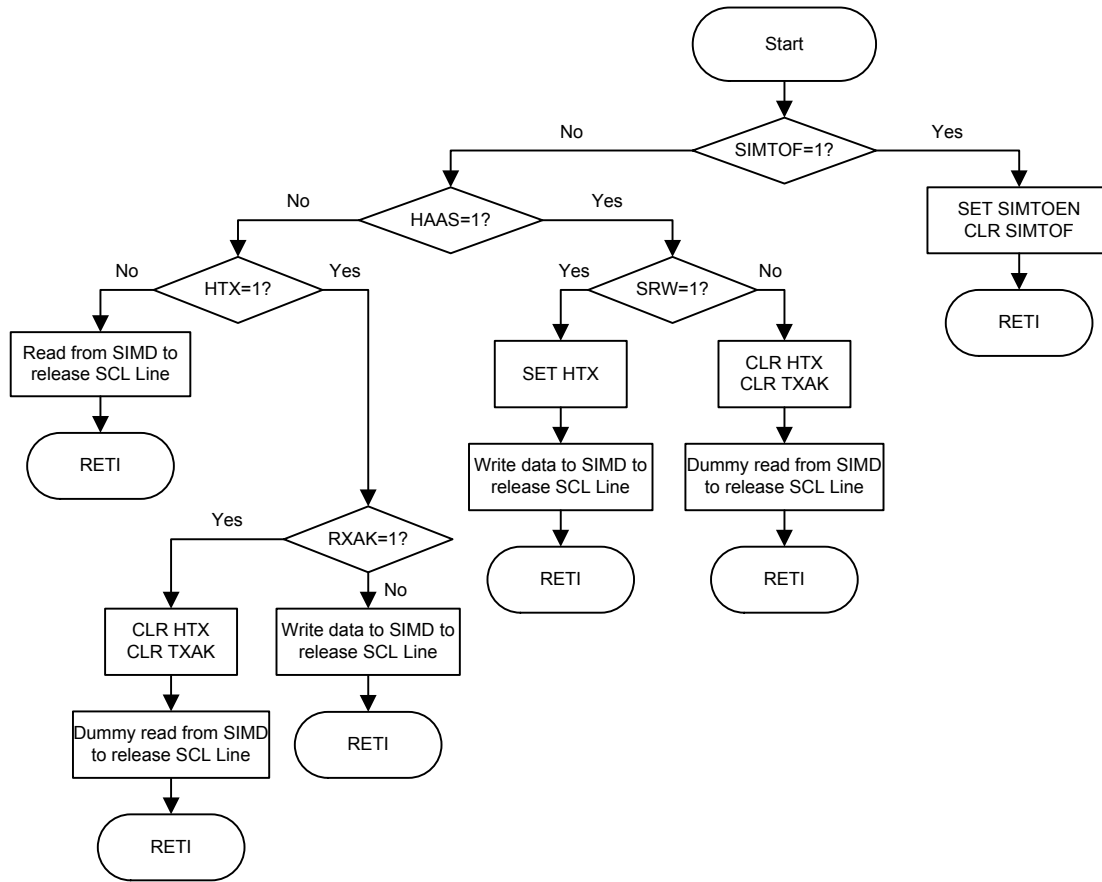 Start
No
Yes
SIMTOF=1?
No
Yes
HAAS=1?
SET SIMTOEN
CLR SIMTOF
No
Yes
Yes
No
HTX=1?
SRW=1?
RETI
Read from SIMD to
release SCL Line
SET HTX
CLR HTX
CLR TXAK
RETI
Write data to SIMD to
release SCL Line
Dummy read from SIMD
to release SCL Line
Yes
RXAK=1?
RETI
RETI
No
CLR HTX
CLR TXAK
Write data to SIMD to
release SCL Line
Dummy read from SIMD
to release SCL Line
RETI
RETI